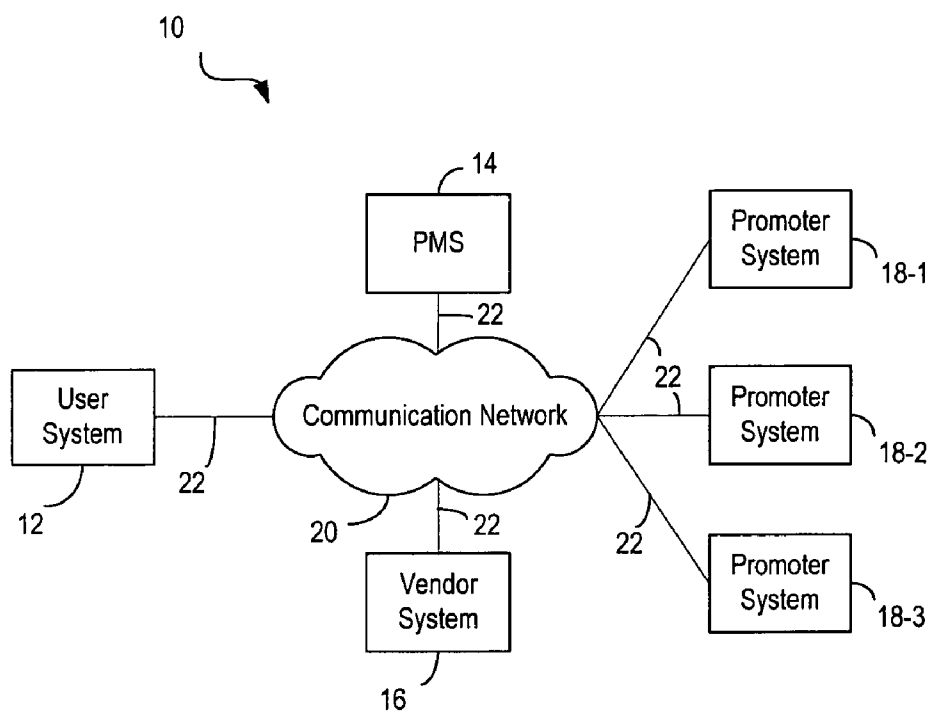 10
14
PMS
22
Promoter
System
18-1
22
User
System
22
12
Communication Network
20
22
Promoter
System
18-2
22
22
Vendor
System
16
Promoter
System
18-3